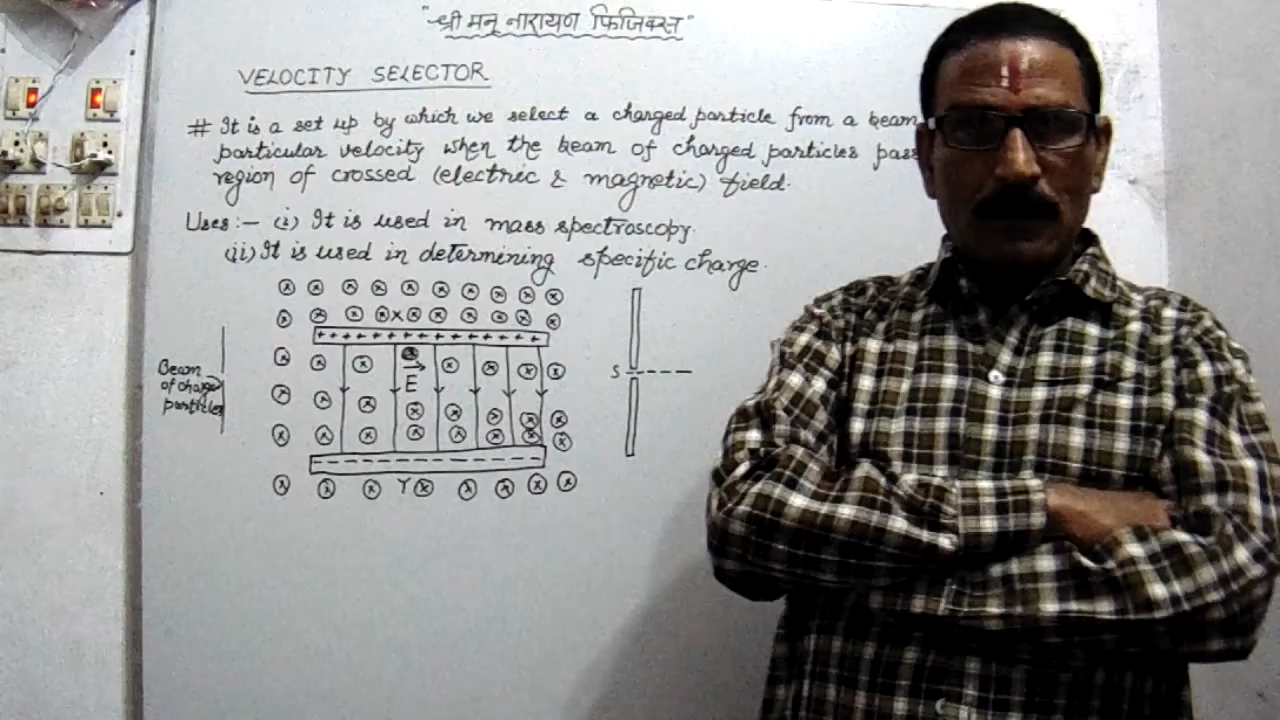 "श्री मनू नारायण फिजिक्स"
VELOCITY SELECTOR
# It is a set up by which we select a charged particle from a beam
particular velocity when the beam of charged particles pass
region of crossed (electric & magnetic) field.
Uses:- (i) It is used in mass spectroscopy.
(ii) It is used in determining specific charge.
X
+ + + + + + + + + + + + + +
Beam
of charge
particles
E
S
Y